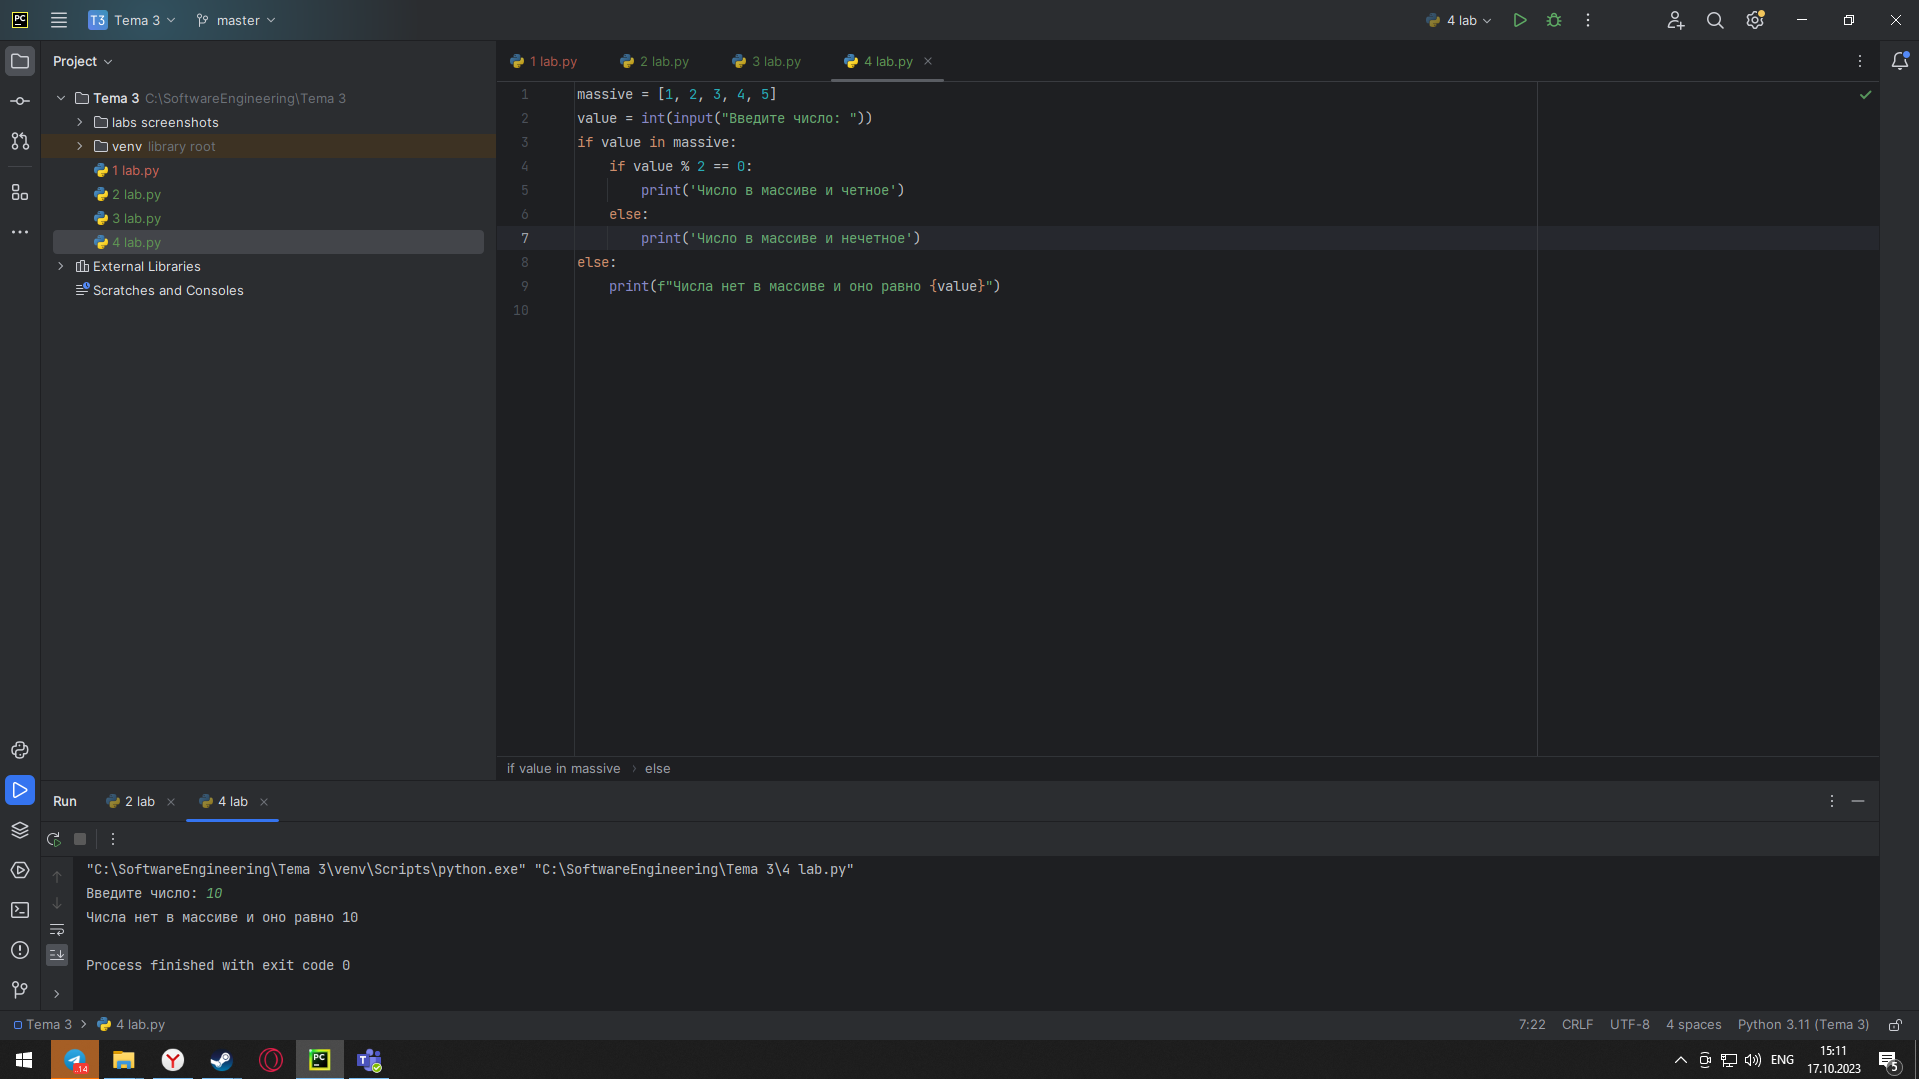 PC T3 Tema 3 master 4 lab
Project
1 lab.py 2 lab.py 3 lab.py 4 lab.py
Tema 3 C:\SoftwareEngineering\Tema 3
labs screenshots
venv library root
1 lab.py
2 lab.py
3 lab.py
4 lab.py
External Libraries
Scratches and Consoles
1 massive = [1, 2, 3, 4, 5]
2 value = int(input("Введите число: "))
3 if value in massive:
4     if value % 2 == 0:
5         print('Число в массиве и четное')
6     else:
7         print('Число в массиве и нечетное')
8 else:
9     print(f"Числа нет в массиве и оно равно {value}")
10
if value in massive › else
Run 2 lab 4 lab
"C:\SoftwareEngineering\Tema 3\venv\Scripts\python.exe" "C:\SoftwareEngineering\Tema 3\4 lab.py"
Введите число: 10
Числа нет в массиве и оно равно 10
Process finished with exit code 0
Tema 3 4 lab.py 7:22 CRLF UTF-8 4 spaces Python 3.11 (Tema 3)
..14 Y PC T ENG 15:11
17.10.2023 5